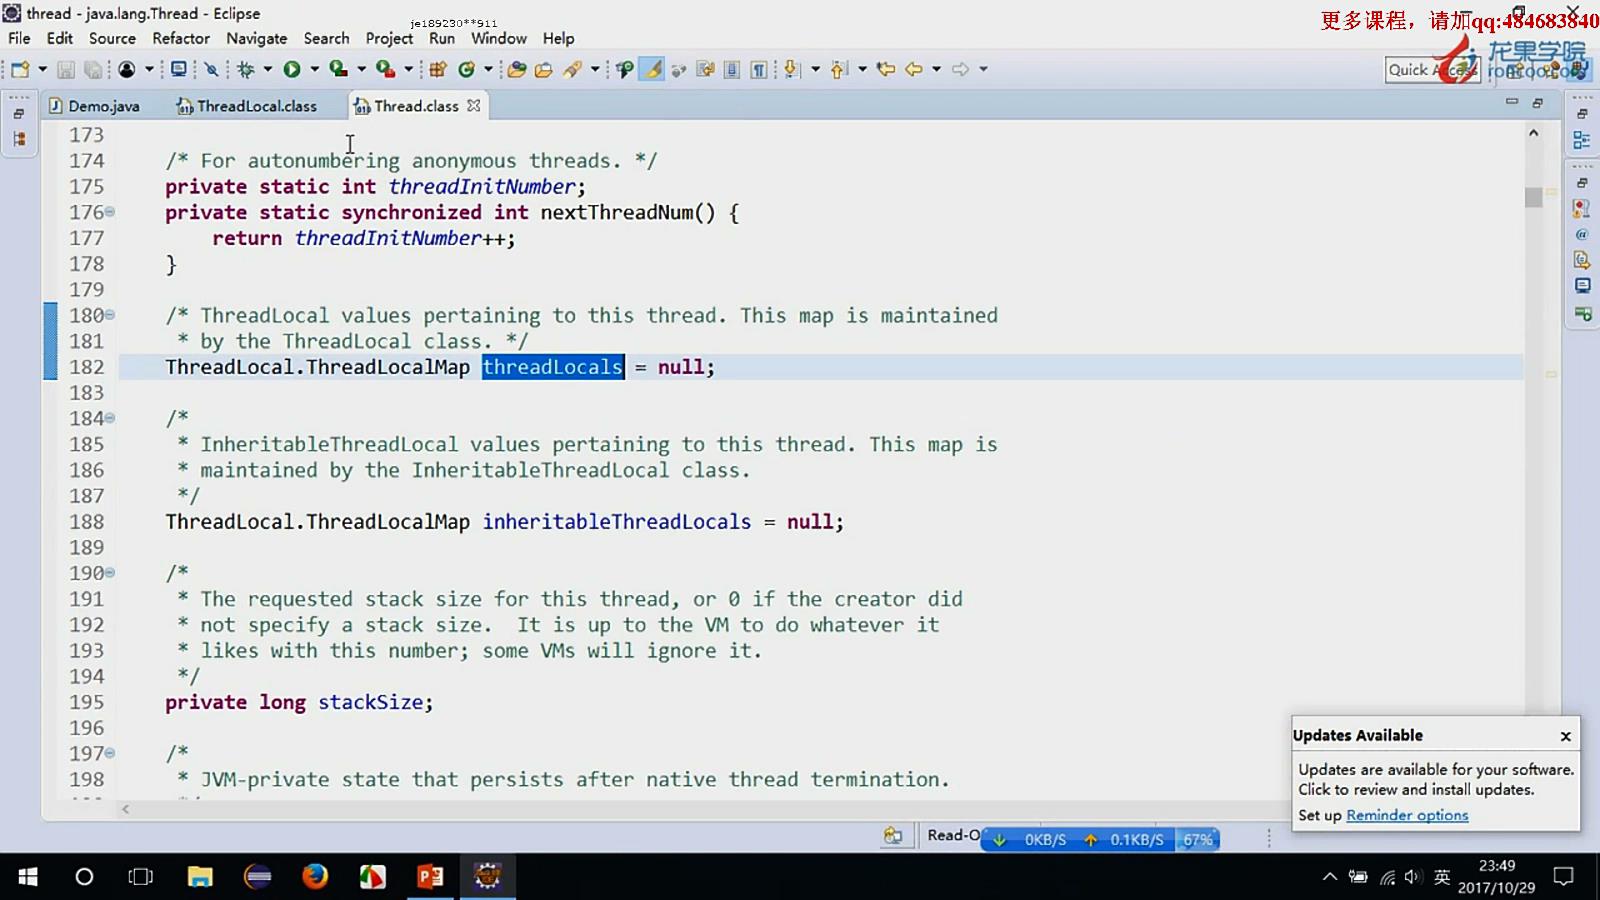 thread - java.lang.Thread - Eclipse
je189230**911
更多课程，请加qq:484683840
File Edit Source Refactor Navigate Search Project Run Window Help
龙果学院
roncoo.com
Quick Access
Demo.java ThreadLocal.class Thread.class
173
174 /* For autonumbering anonymous threads. */
175 private static int threadInitNumber;
176 private static synchronized int nextThreadNum() {
177 return threadInitNumber++;
178 }
179
180 /* ThreadLocal values pertaining to this thread. This map is maintained
181 * by the ThreadLocal class. */
182 ThreadLocal.ThreadLocalMap threadLocals = null;
183
184 /*
185 * InheritableThreadLocal values pertaining to this thread. This map is
186 * maintained by the InheritableThreadLocal class.
187 */
188 ThreadLocal.ThreadLocalMap inheritableThreadLocals = null;
189
190 /*
191 * The requested stack size for this thread, or 0 if the creator did
192 * not specify a stack size.  It is up to the VM to do whatever it
193 * likes with this number; some VMs will ignore it.
194 */
195 private long stackSize;
196
197 /*
198 * JVM-private state that persists after native thread termination.
Updates Available
Updates are available for your software.
Click to review and install updates.
Set up Reminder options
Read-O
0KB/S 0.1KB/S 67%
英
23:49
2017/10/29